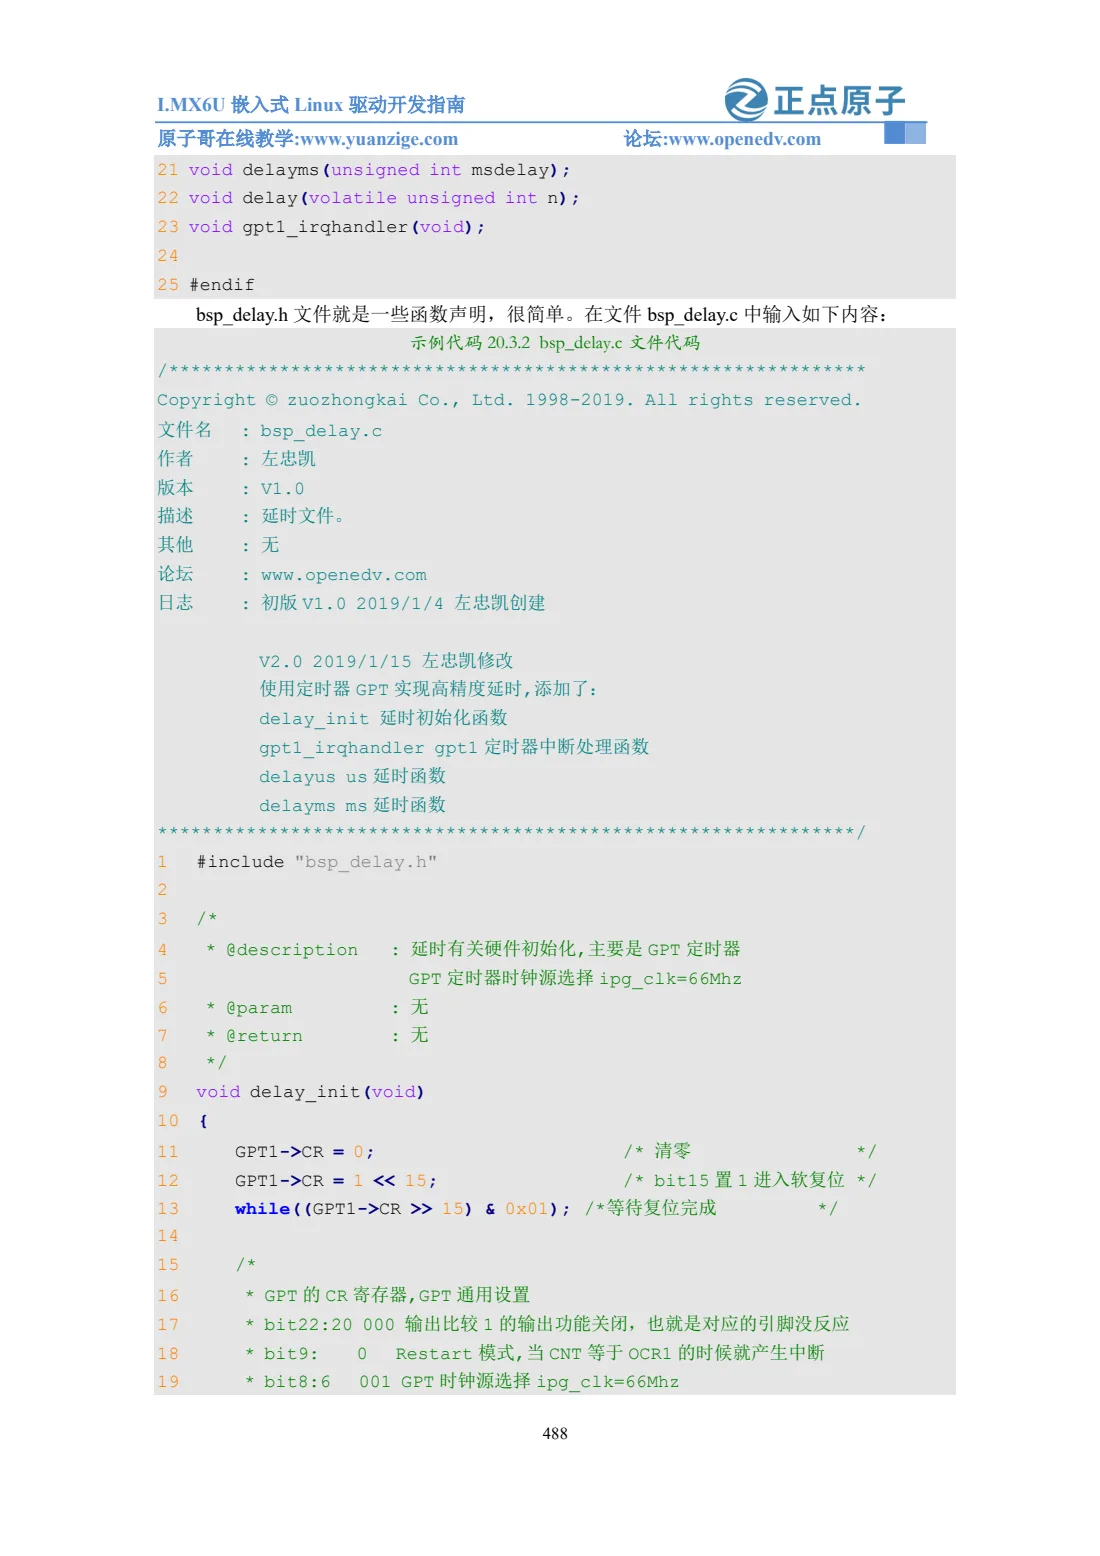 I.MX6U 嵌入式 Linux 驱动开发指南
正点原子
原子哥在线教学:www.yuanzige.com 论坛:www.openedv.com
21 void delayms(unsigned int msdelay);
22 void delay(volatile unsigned int n);
23 void gpt1_irqhandler(void);
24
25 #endif
bsp_delay.h 文件就是一些函数声明，很简单。在文件 bsp_delay.c 中输入如下内容：
示例代码 20.3.2 bsp_delay.c 文件代码
/***************************************************************
Copyright © zuozhongkai Co., Ltd. 1998-2019. All rights reserved.
文件名 : bsp_delay.c
作者 : 左忠凯
版本 : V1.0
描述 : 延时文件。
其他 : 无
论坛 : www.openedv.com
日志 : 初版 V1.0 2019/1/4 左忠凯创建
V2.0 2019/1/15 左忠凯修改
使用定时器 GPT 实现高精度延时,添加了：
delay_init 延时初始化函数
gpt1_irqhandler gpt1 定时器中断处理函数
delayus us 延时函数
delayms ms 延时函数
***************************************************************/
1 #include "bsp_delay.h"
2
3 /*
4 * @description : 延时有关硬件初始化,主要是 GPT 定时器
5 GPT 定时器时钟源选择 ipg_clk=66Mhz
6 * @param : 无
7 * @return : 无
8 */
9 void delay_init(void)
10 {
11 GPT1->CR = 0; /* 清零 */
12 GPT1->CR = 1 << 15; /* bit15 置 1 进入软复位 */
13 while((GPT1->CR >> 15) & 0x01); /*等待复位完成 */
14
15 /*
16 * GPT 的 CR 寄存器,GPT 通用设置
17 * bit22:20 000 输出比较 1 的输出功能关闭，也就是对应的引脚没反应
18 * bit9: 0 Restart 模式,当 CNT 等于 OCR1 的时候就产生中断
19 * bit8:6 001 GPT 时钟源选择 ipg_clk=66Mhz
488